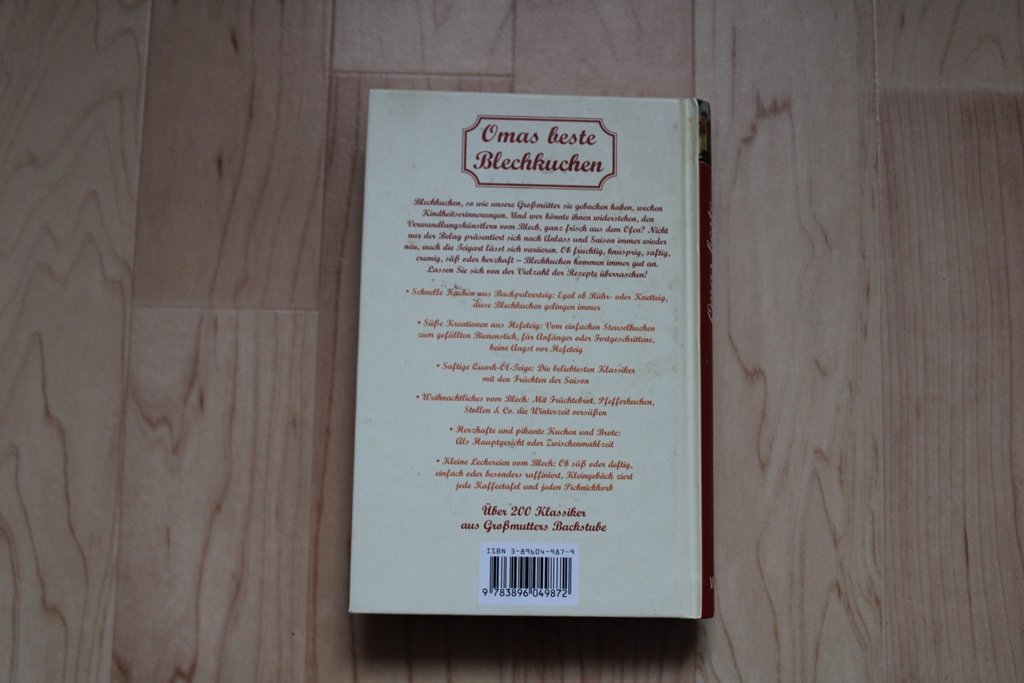 Omas beste
Blechkuchen
Blechkuchen, so wie unsere Großmütter sie gebacken haben, wecken
Kindheitserinnerungen. Und wer könnte ihnen widerstehen, den
Verwandlungskünstlern vom Blech, ganz frisch aus dem Ofen? Nicht
nur der Belag präsentiert sich nach Anlass und Saison immer wieder
neu, auch die Teigart lässt sich variieren. Ob fruchtig, knusprig, saftig,
cremig, süß oder herzhaft – Blechkuchen kommen immer gut an.
Lassen Sie sich von der Vielzahl der Rezepte überraschen!
• Schnelle Kuchen aus Backpulverteig: Egal ob Rühr- oder Knetteig,
diese Blechkuchen gelingen immer
• Süße Kreationen aus Hefeteig: Vom einfachen Steuselkuchen
zum gefüllten Bienenstich, für Anfänger oder Fortgeschrittene,
keine Angst vor Hefeteig
• Saftige Quark-Öl-Teige: Die beliebtesten Klassiker
mit den Früchten der Saison
• Weihnachtliches vom Blech: Mit Früchtebrot, Pfefferkuchen,
Stollen & Co. die Winterzeit versüßen
• Herzhafte und pikante Kuchen und Brote:
Als Hauptgericht oder Zwischenmahlzeit
• Kleine Leckereien vom Blech: Ob süß oder deftig,
einfach oder besonders raffiniert, Kleingebäck ziert
jede Kaffeetafel und jeden Picknickkorb
Über 200 Klassiker
aus Großmutters Backstube
ISBN 3-89604-987-9
9 783896 049872